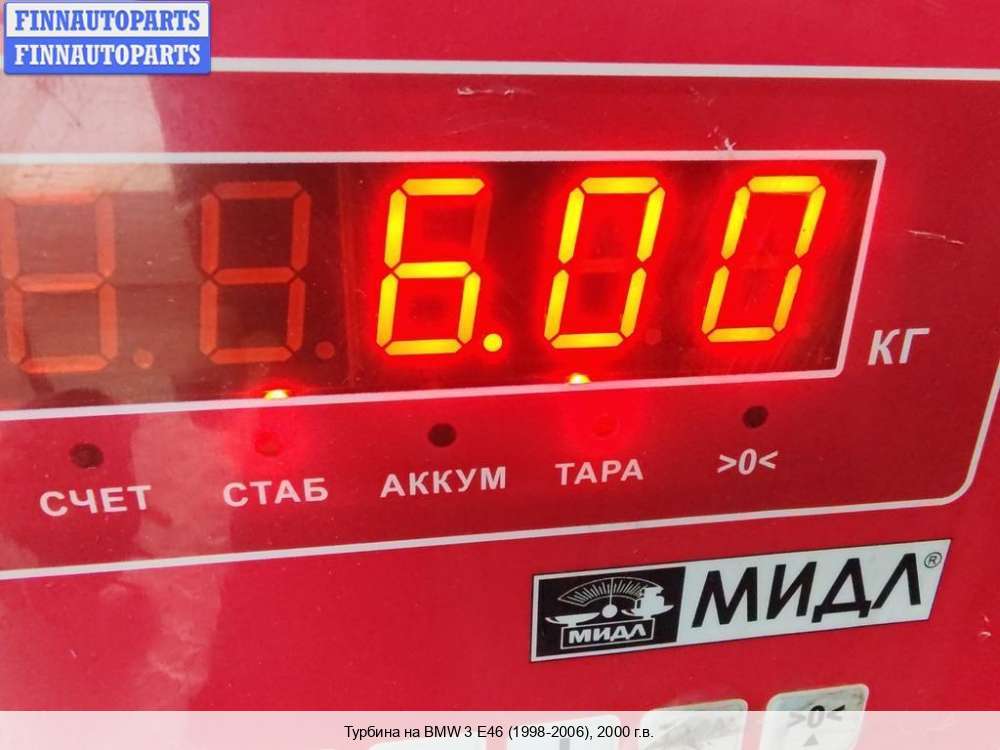 FINNAUTOPARTS
FINNAUTOPARTS
6.00
КГ
СЧЕТ СТАБ АККУМ ТАРА >0<
МИДЛ МИДЛ®
>0<
Турбина на BMW 3 E46 (1998-2006), 2000 г.в.